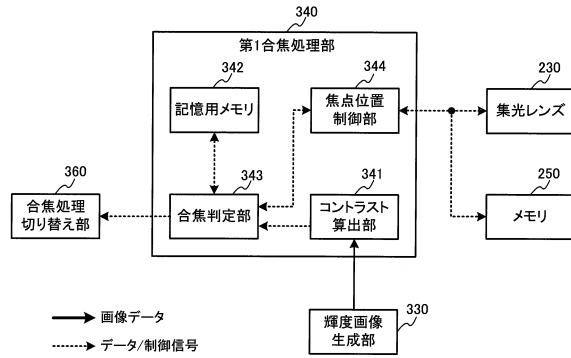 340
第1合焦処理部
342
記憶用メモリ
344
焦点位置
制御部
230
集光レンズ
360
合焦処理
切り替え部
343
合焦判定部
341
コントラスト
算出部
250
メモリ
330
輝度画像
生成部
画像データ
データ/制御信号